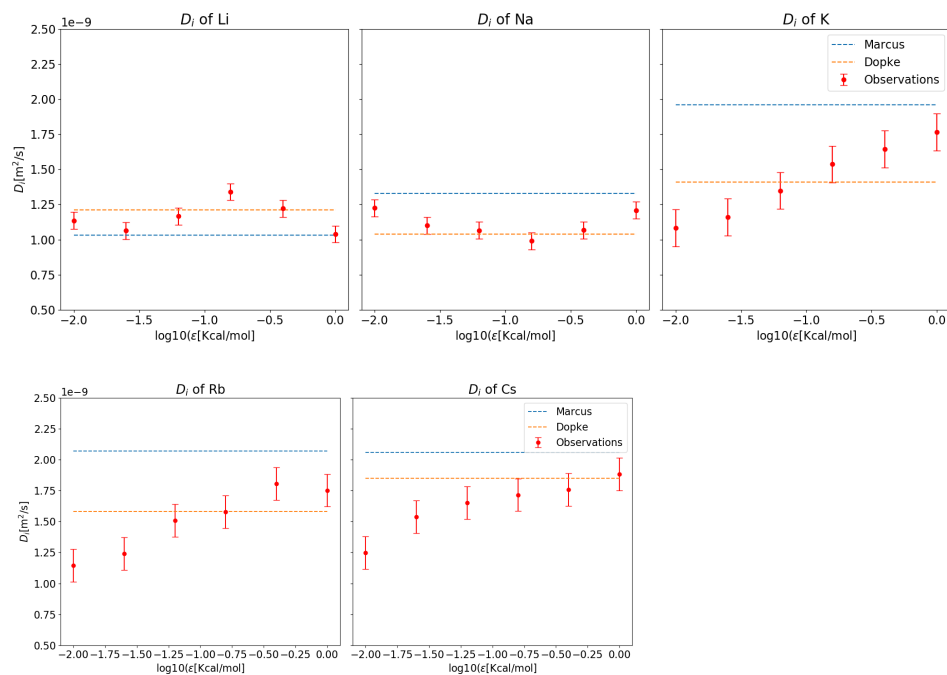 D_i of Li
D_i of Na
D_i of K
1e−9
2.50
2.25
2.00
1.75
1.50
1.25
1.00
0.75
0.50
D_i[m²/s]
−2.0 −1.5 −1.0 −0.5 0.0
log10(ε[Kcal/mol)
−2.0 −1.5 −1.0 −0.5 0.0
log10(ε[Kcal/mol)
Marcus
Dopke
Observations
−2.0 −1.5 −1.0 −0.5 0.0
log10(ε[Kcal/mol)
D_i of Rb
D_i of Cs
1e−9
2.50
2.25
2.00
1.75
1.50
1.25
1.00
0.75
0.50
D_i[m²/s]
−2.00 −1.75 −1.50 −1.25 −1.00 −0.75 −0.50 −0.25 0.00
log10(ε[Kcal/mol)
Marcus
Dopke
Observations
−2.00 −1.75 −1.50 −1.25 −1.00 −0.75 −0.50 −0.25 0.00
log10(ε[Kcal/mol)